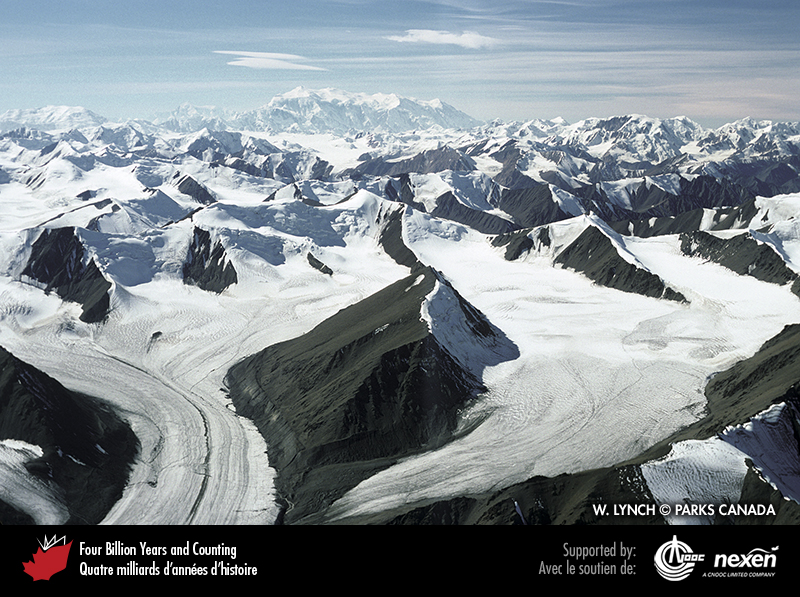 W. LYNCH © PARKS CANADA
Four Billion Years and Counting
Quatre milliards d'années d'histoire
Supported by:
Avec le soutien de:
CNOOC
nexen
A CNOOC LIMITED COMPANY